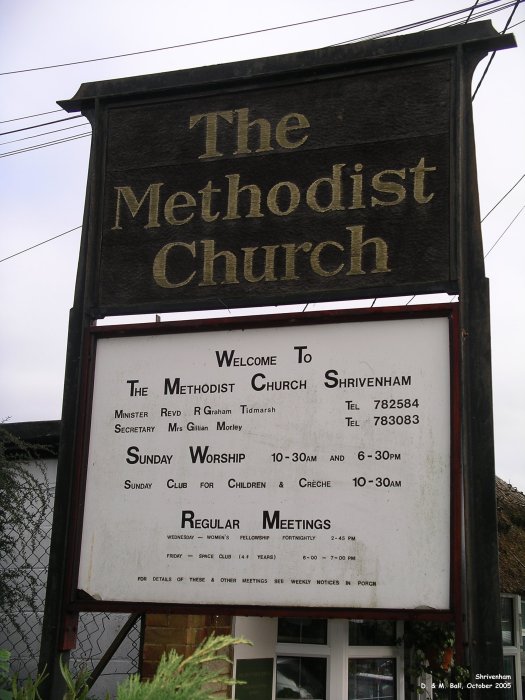 The
Methodist
Church
WELCOME TO
THE METHODIST CHURCH SHRIVENHAM
MINISTER REVD R GRAHAM TIDMARSH TEL 782584
SECRETARY MRS GILLIAN MORLEY TEL 783083
SUNDAY WORSHIP 10-30AM AND 6-30PM
SUNDAY CLUB FOR CHILDREN & CRÈCHE 10-30AM
REGULAR MEETINGS
WEDNESDAY — WOMEN'S FELLOWSHIP FORTNIGHTLY 2-45 PM
FRIDAY — SPACE CLUB (4+ YEARS) 6-00 — 7-00 PM
FOR DETAILS OF THESE & OTHER MEETINGS SEE WEEKLY NOTICES IN PORCH
Shrivenham
D. & M. Ball, October 2005